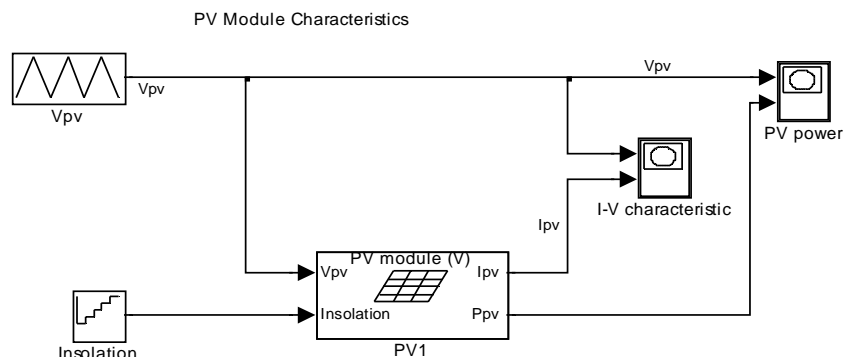 PV Module Characteristics
Vpv
Vpv
Vpv
PV power
I-V characteristic
Ipv
PV module (V)
Vpv
Ipv
Insolation
Ppv
PV1
Insolation